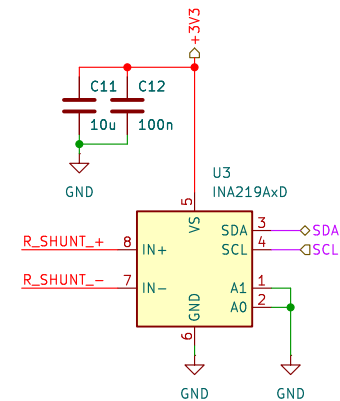 +3V3
C11
C12
10u
100n
GND
U3
INA219AxD
5
VS
SDA
3
SDA
SCL
4
SCL
R_SHUNT_+
8
IN+
R_SHUNT_-
7
IN-
A1
1
A0
2
GND
6
GND
GND